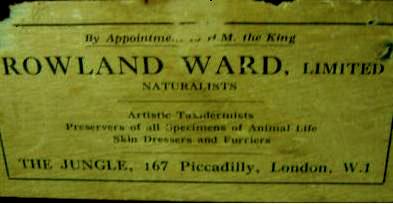 By Appointme... to H M. the King
ROWLAND WARD, LIMITED
NATURALISTS
Artistic Taxidermists
Preservers of all Specimens of Animal Life
Skin Dressers and Furriers
THE JUNGLE, 167 Piccadilly, London, W.1